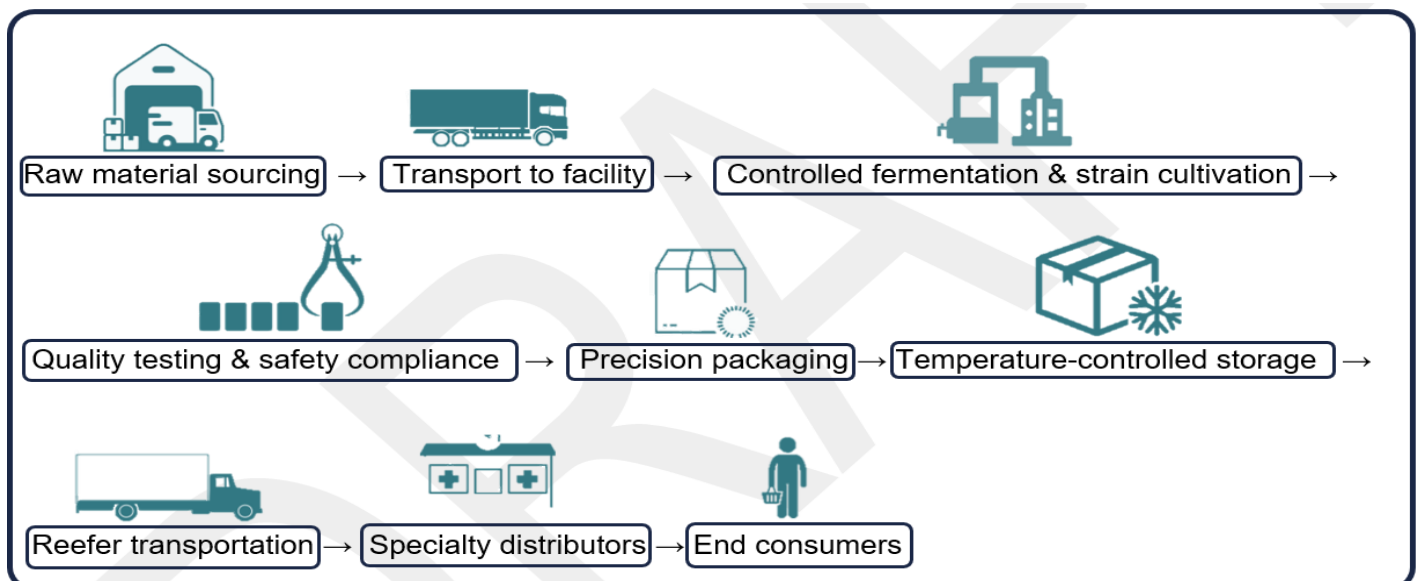 Raw material sourcing → Transport to facility → Controlled fermentation & strain cultivation →
Quality testing & safety compliance → Precision packaging → Temperature-controlled storage →
Reefer transportation → Specialty distributors → End consumers